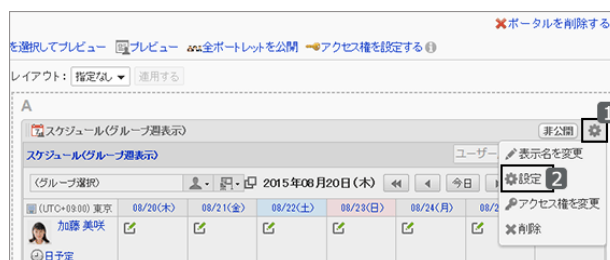 ポータルを削除する
を選択してプレビュー プレビュー 全ポートレットを公開 アクセス権を設定する
レイアウト： 指定なし 適用する
A
1
スケジュール(グループ週表示) 非公開
スケジュール(グループ週表示) ユーザー
表示名を変更
(グループ選択) 2015年08月20日(木) 今日
設定 2
(UTC+09:00) 東京 08/20(木) 08/21(金) 08/22(土) 08/23(日) 08/24(月) 08/2
アクセス権を変更
加藤 美咲
削除
日予定